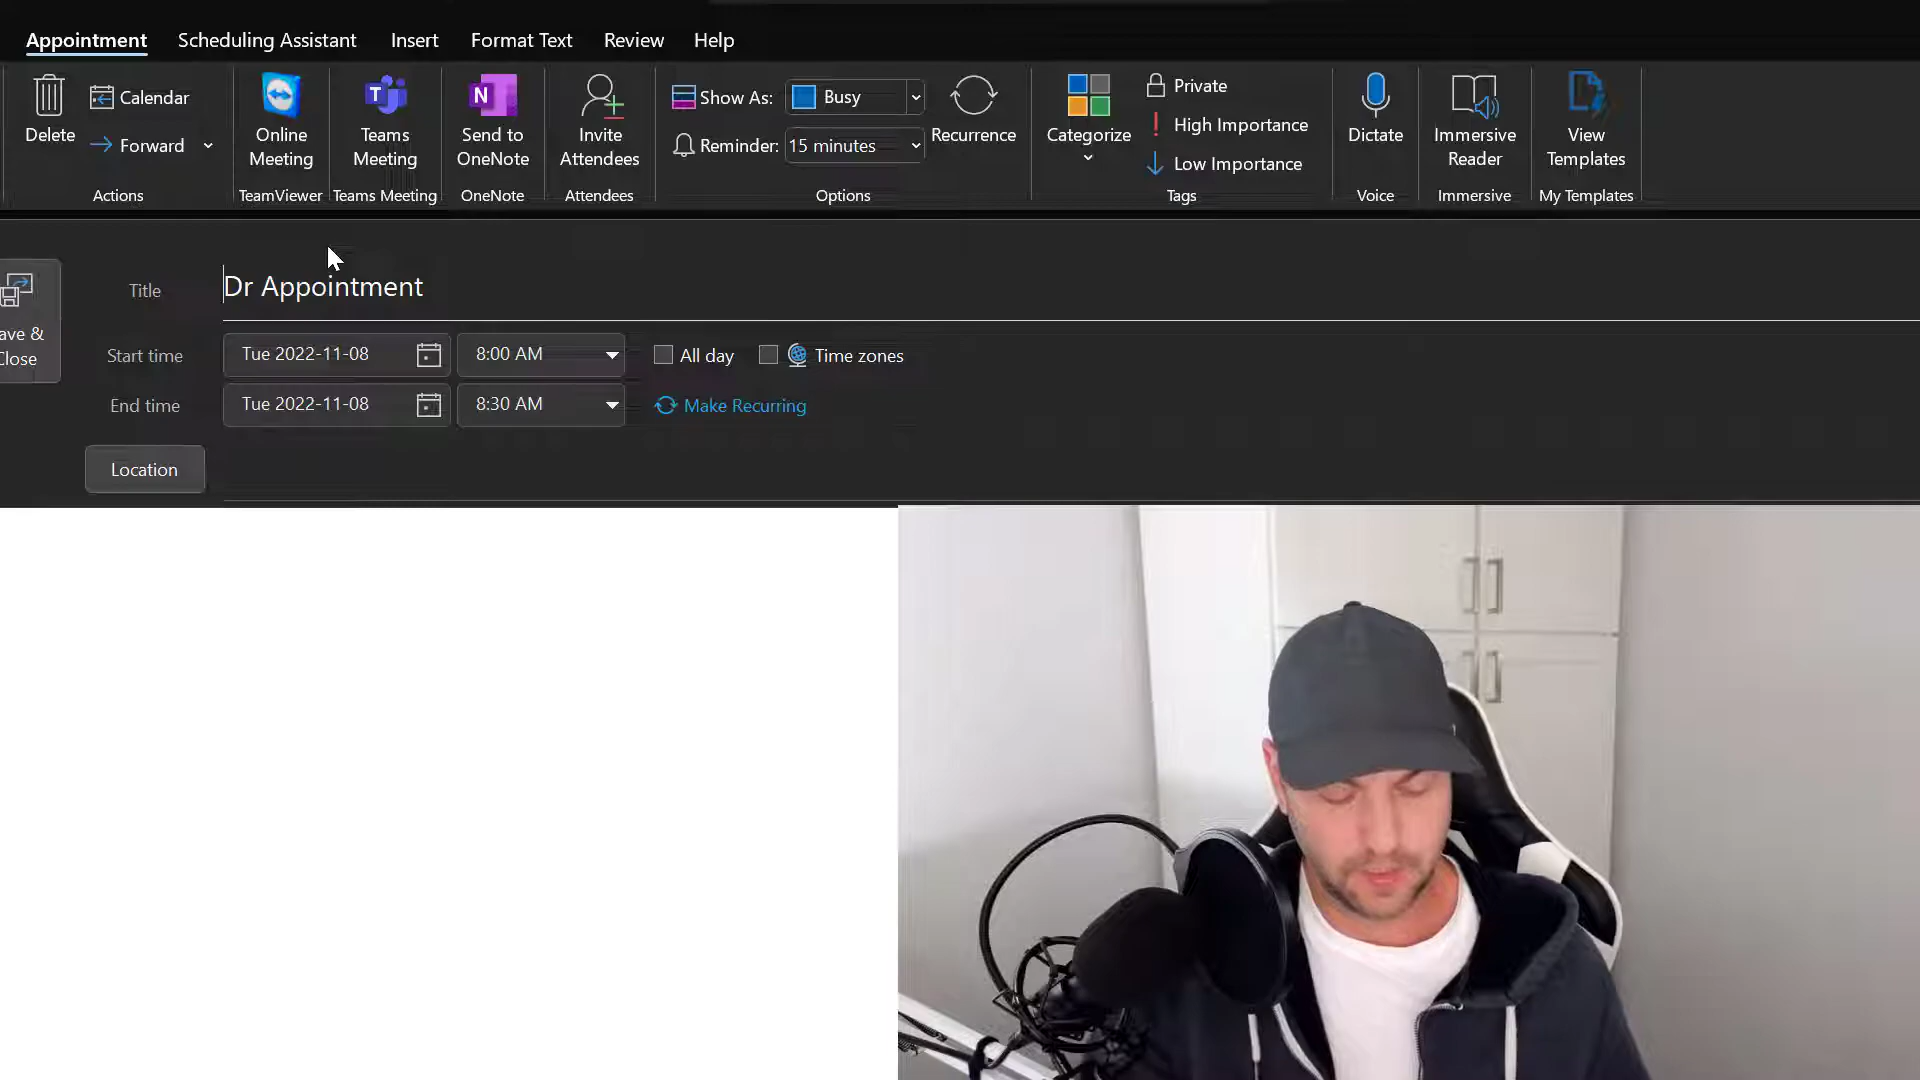 Appointment Scheduling Assistant Insert Format Text Review Help
Delete Calendar Forward
Online Meeting
Teams Meeting
Send to OneNote
Invite Attendees
Show As: Busy
Reminder: 15 minutes
Recurrence
Categorize
Private
High Importance
Low Importance
Dictate
Immersive Reader
View Templates
Actions TeamViewer Teams Meeting OneNote Attendees Options Tags Voice Immersive My Templates
ave &
Close
Title Dr Appointment
Start time Tue 2022-11-08 8:00 AM All day Time zones
End time Tue 2022-11-08 8:30 AM Make Recurring
Location